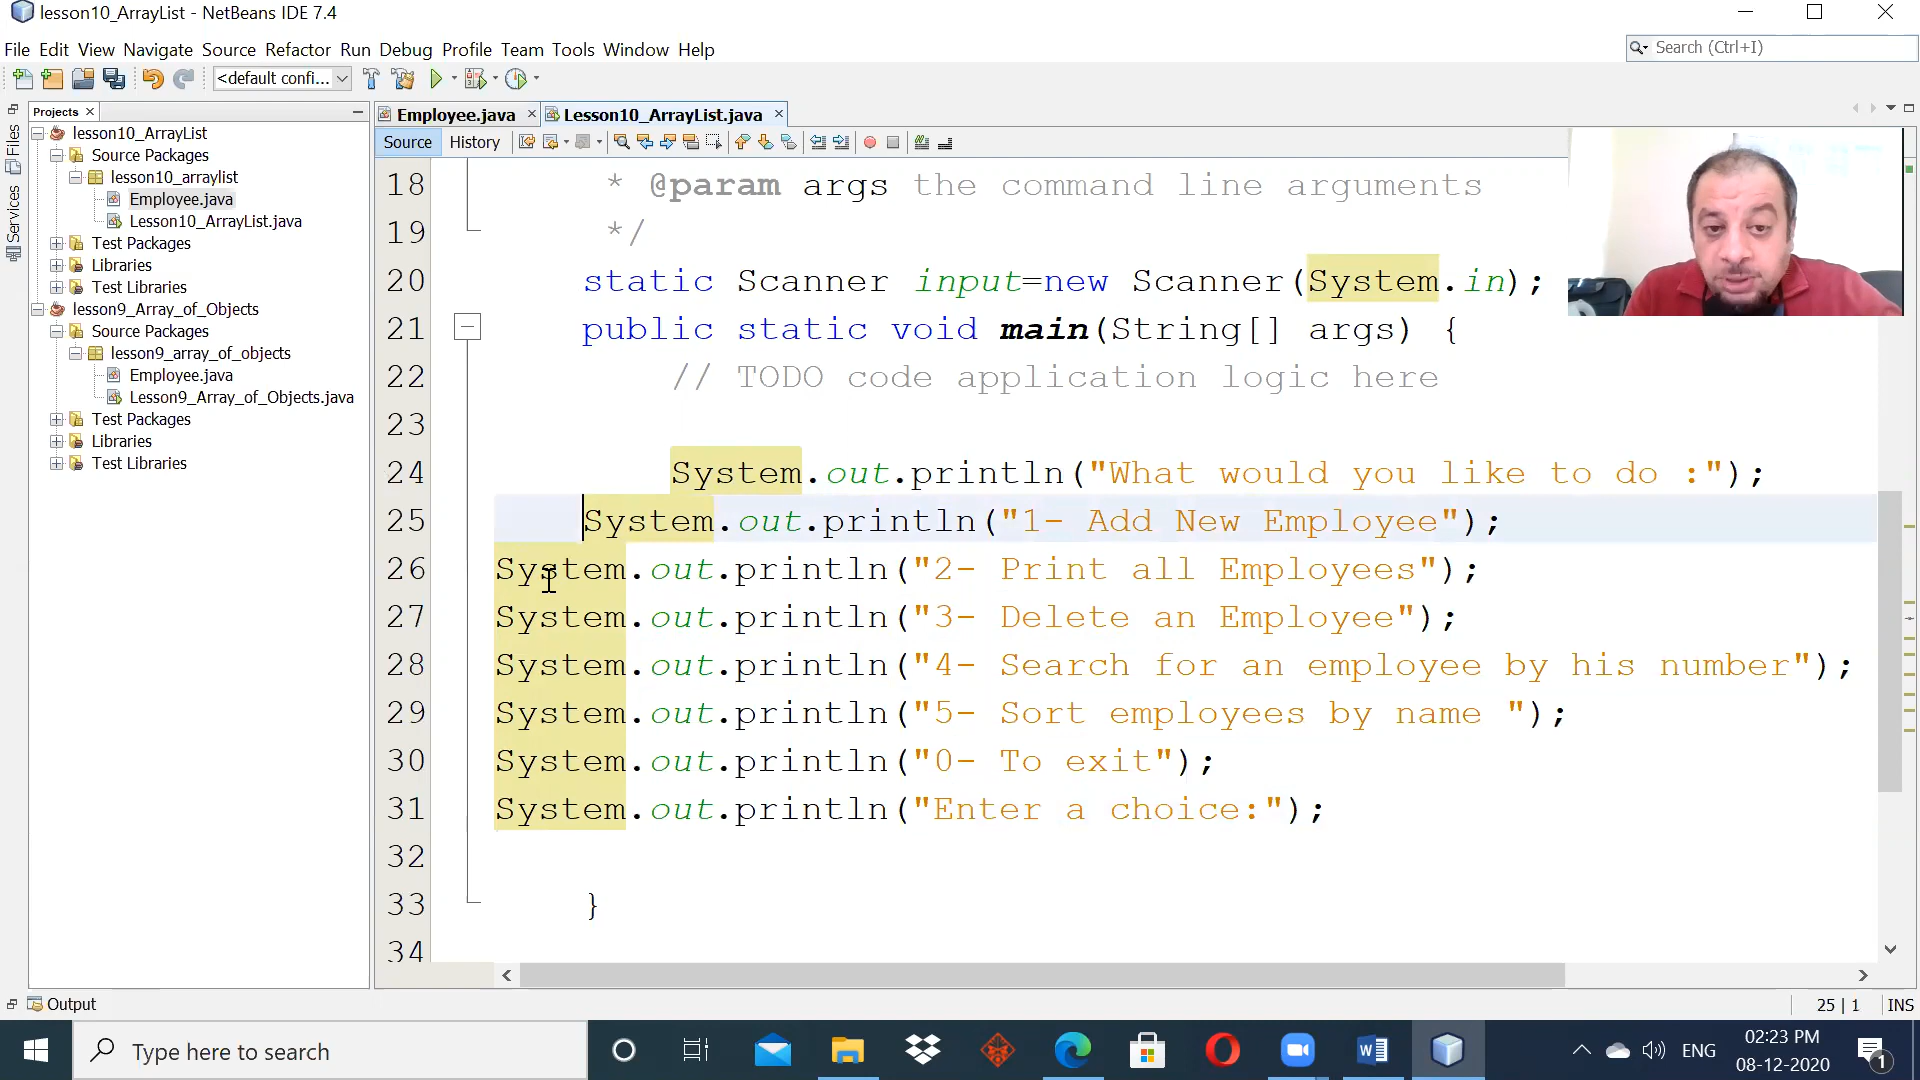 lesson10_ArrayList - NetBeans IDE 7.4
File Edit View Navigate Source Refactor Run Debug Profile Team Tools Window Help
Search (Ctrl+I)
<default confi...
Projects
Files
Services
lesson10_ArrayList
Source Packages
lesson10_arraylist
Employee.java
Lesson10_ArrayList.java
Test Packages
Libraries
Test Libraries
lesson9_Array_of_Objects
Source Packages
lesson9_array_of_objects
Employee.java
Lesson9_Array_of_Objects.java
Test Packages
Libraries
Test Libraries
Employee.java Lesson10_ArrayList.java
Source History
18 * @param args the command line arguments
19 */
20 static Scanner input=new Scanner(System.in);
21 public static void main(String[] args) {
22 // TODO code application logic here
23
24 System.out.println("What would you like to do :");
25 System.out.println("1- Add New Employee");
26 System.out.println("2- Print all Employees");
27 System.out.println("3- Delete an Employee");
28 System.out.println("4- Search for an employee by his number");
29 System.out.println("5- Sort employees by name ");
30 System.out.println("0- To exit");
31 System.out.println("Enter a choice:");
32
33 }
34
Output
25 | 1 INS
Type here to search
ENG
02:23 PM
08-12-2020
1